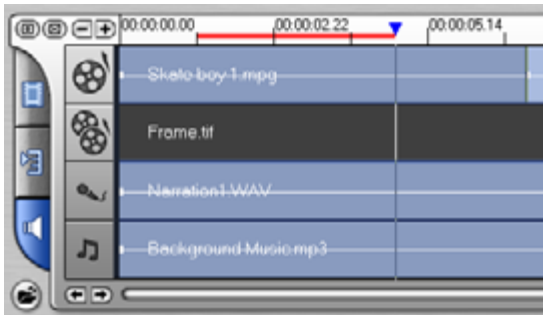 00:00:00.00 00:00:02.22 00:00:05.14
Skate boy 1.mpg
Frame.tif
Narration1.WAV
Background Music.mp3